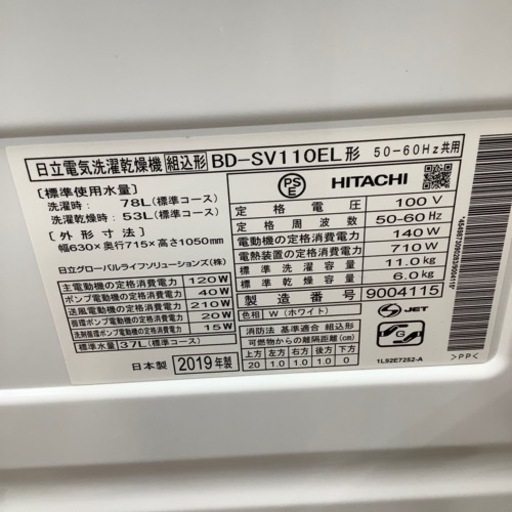 日立電気洗濯乾燥機 組込形 BD-SV110EL形 50-60Hz共用
[標準使用水量]
洗濯時: 78L(標準コース)
洗濯乾燥時: 53L(標準コース)
[外形寸法]
幅630×奥行715×高さ1050mm
日立グローバルライフソリューションズ(株)
主電動機の定格消費電力 120W
ポンプ電動機の定格消費電力 48W
送風電動機の定格消費電力 210W
循環ポンプ電動機の定格消費電力 20W
洗剤循環ポンプの定格消費電力 15W
標準水量 37L(標準コース)
日本製 2019年製
PS
E
HITACHI
定格電圧 100V
定格周波数 50-60Hz
電動機の定格消費電力 140W
電熱装置の定格消費電力 710W
標準洗濯容量 11.0kg
標準乾燥容量 6.0kg
製造番号 9004115
色相 W(ホワイト)
消防法 基準適合 組込形
可燃物からの離隔距離(cm)
上方 左方 右方 前方 後方 下方
20 1.0 1.0 1.0 0
JET
1L92E7252-A
>PP<